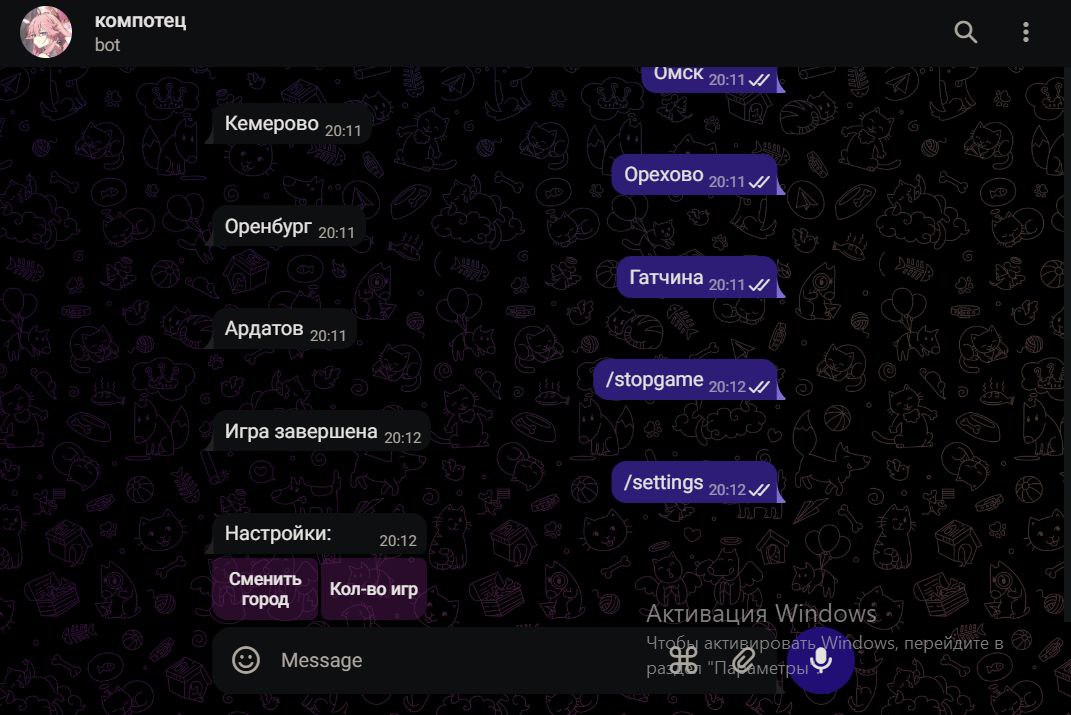 компотец
bot
Омск 20:11
Кемерово 20:11
Орехово 20:11
Оренбург 20:11
Гатчина 20:11
Ардатов 20:11
/stopgame 20:12
Игра завершена 20:12
/settings 20:12
Настройки: 20:12
Сменить
город
Кол-во игр
Активация Windows
Чтобы активировать Windows, перейдите в
раздел "Параметры
Message